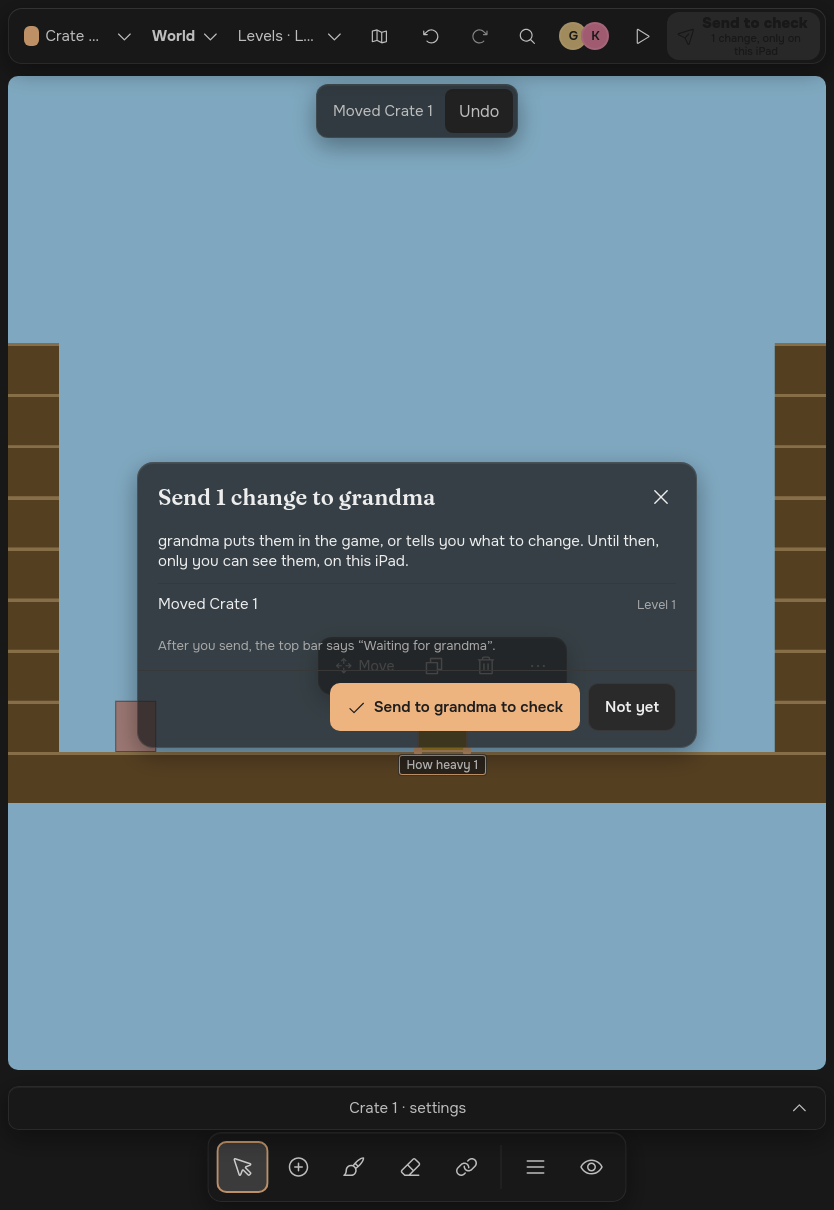 Crate ...
World
Levels · L...
G
K
Send to check
1 change, only on
this iPad
Moved Crate 1
Undo
Send 1 change to grandma
grandma puts them in the game, or tells you what to change. Until then,
only you can see them, on this iPad.
Moved Crate 1
Level 1
After you send, the top bar says “Waiting for grandma”.
Move
Send to grandma to check
Not yet
How heavy 1
Crate 1 · settings